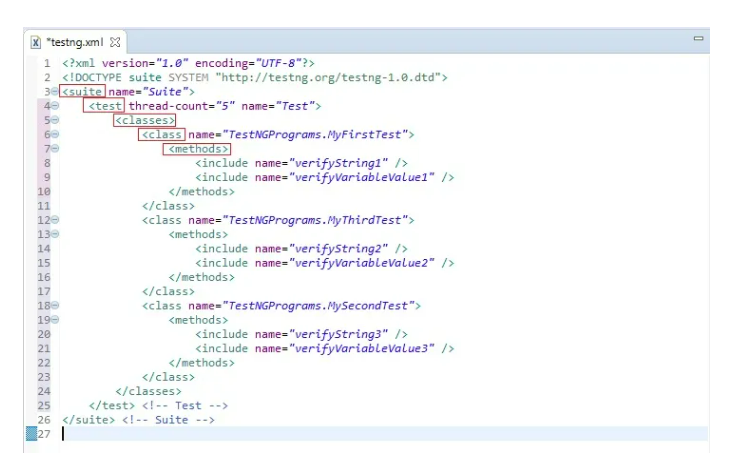 *testng.xml
1 <?xml version="1.0" encoding="UTF-8"?>
2 <!DOCTYPE suite SYSTEM "http://testng.org/testng-1.0.dtd">
3 <suite name="Suite">
4 <test thread-count="5" name="Test">
5 <classes>
6 <class name="TestNGPrograms.MyFirstTest">
7 <methods>
8 <include name="verifyString1" />
9 <include name="verifyVariableValue1" />
10 </methods>
11 </class>
12 <class name="TestNGPrograms.MyThirdTest">
13 <methods>
14 <include name="verifyString2" />
15 <include name="verifyVariableValue2" />
16 </methods>
17 </class>
18 <class name="TestNGPrograms.MySecondTest">
19 <methods>
20 <include name="verifyString3" />
21 <include name="verifyVariableValue3" />
22 </methods>
23 </class>
24 </classes>
25 </test> <!-- Test -->
26 </suite> <!-- Suite -->
27